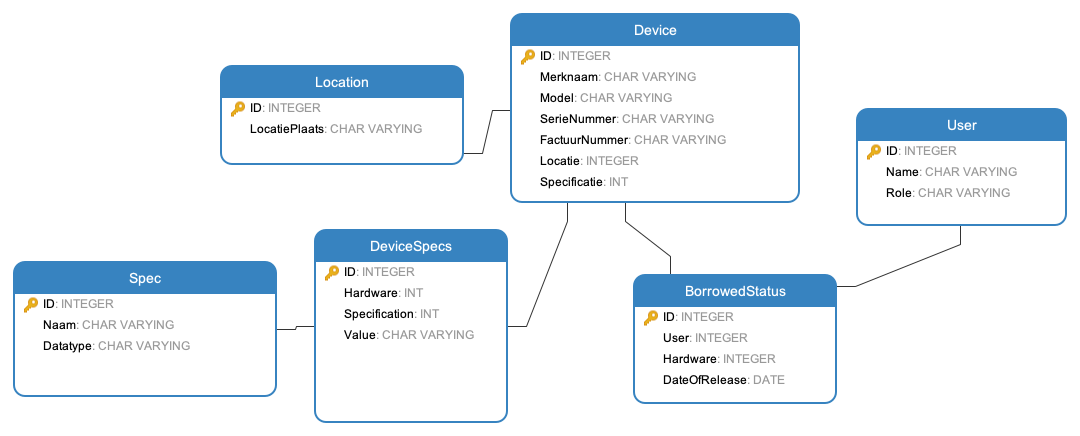 Device
ID: INTEGER
Merknaam: CHAR VARYING
Model: CHAR VARYING
SerieNummer: CHAR VARYING
FactuurNummer: CHAR VARYING
Locatie: INTEGER
Specificatie: INT
Location
ID: INTEGER
LocatiePlaats: CHAR VARYING
User
ID: INTEGER
Name: CHAR VARYING
Role: CHAR VARYING
DeviceSpecs
ID: INTEGER
Hardware: INT
Specification: INT
Value: CHAR VARYING
Spec
ID: INTEGER
Naam: CHAR VARYING
Datatype: CHAR VARYING
BorrowedStatus
ID: INTEGER
User: INTEGER
Hardware: INTEGER
DateOfRelease: DATE